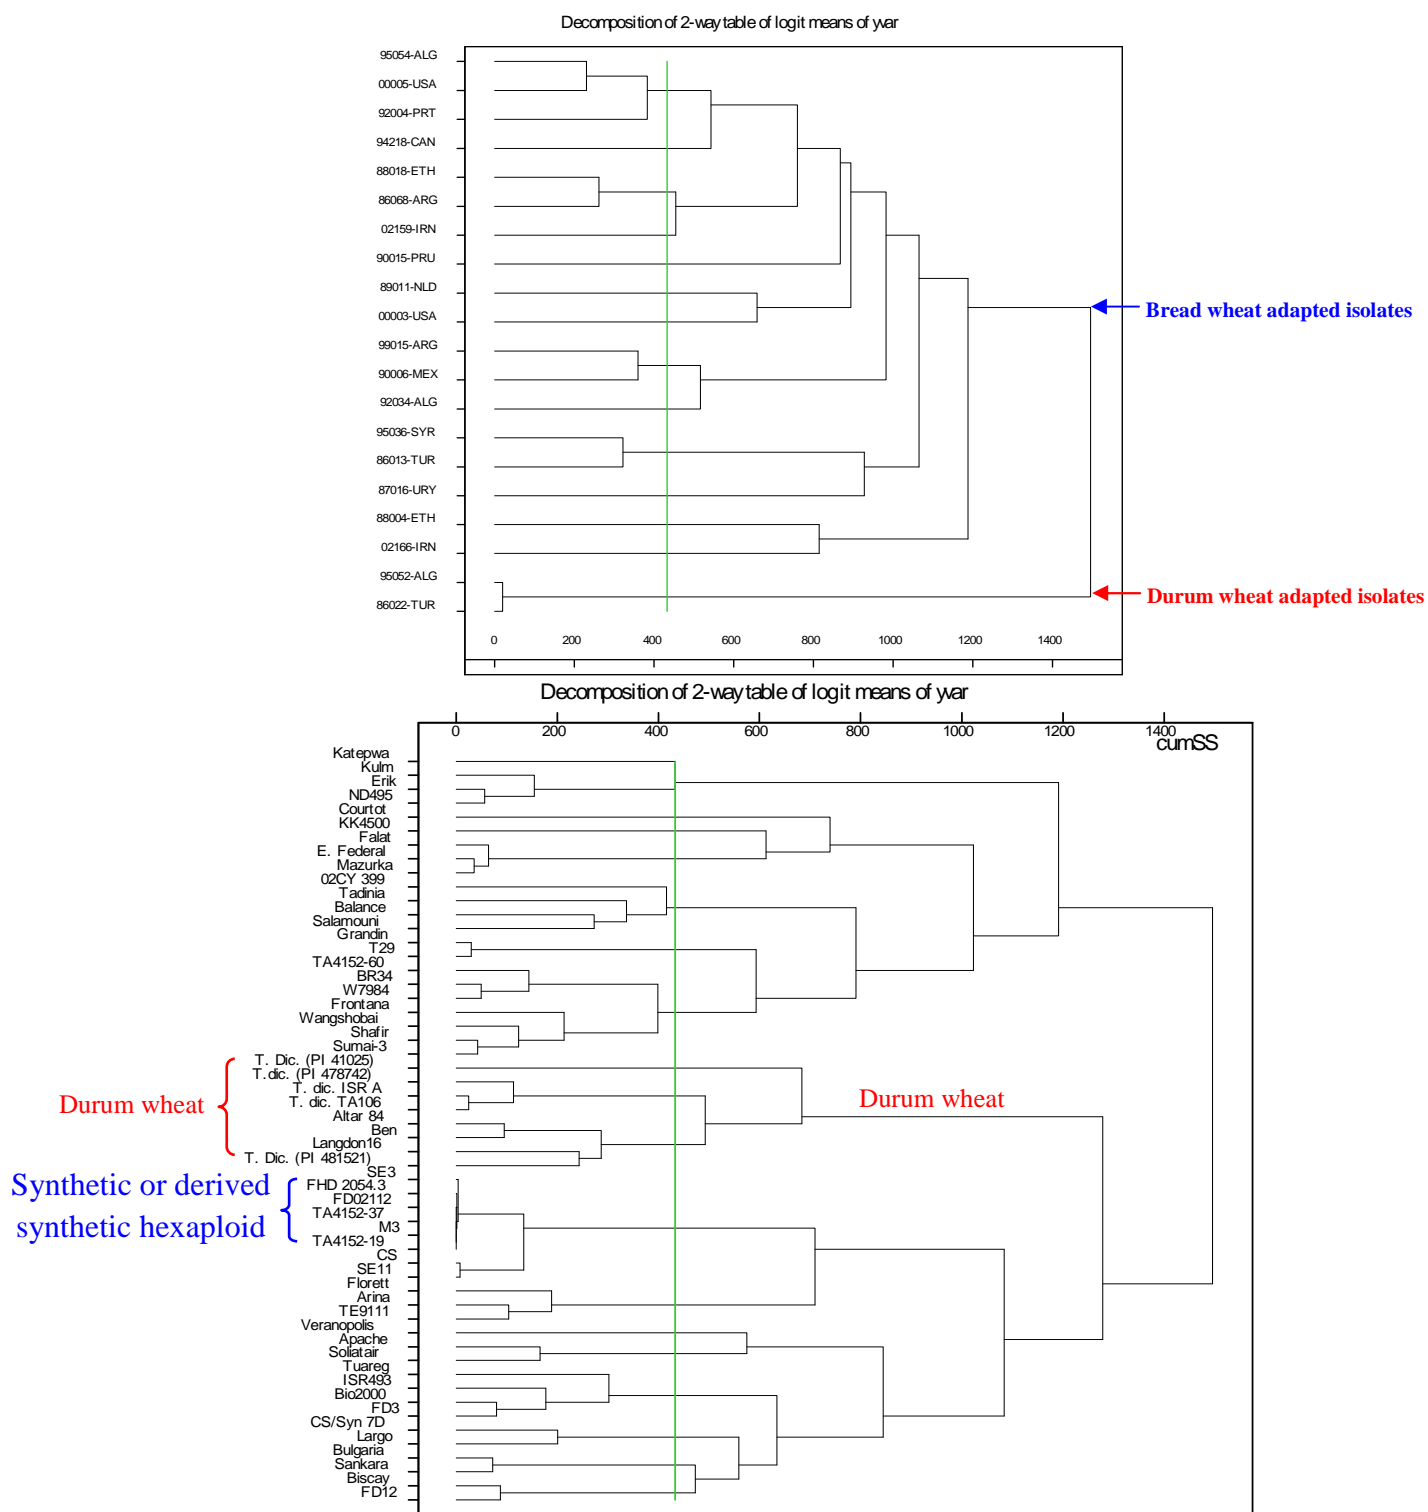 Decomposition of 2-way table of logit means of yvar
95054-ALG
00005-USA
92004-PRT
94218-CAN
88018-ETH
86068-ARG
02159-IRN
90015-PRU
89011-NLD
00003-USA
99015-ARG
90006-MEX
92034-ALG
95036-SYR
86013-TUR
87016-URY
88004-ETH
02166-IRN
95052-ALG
86022-TUR
Bread wheat adapted isolates
Durum wheat adapted isolates
0 200 400 600 800 1000 1200 1400
Decomposition of 2-way table of logit means of yvar
0 200 400 600 800 1000 1200 1400
cumSS
Katepwa
Kulm
Erik
ND495
Courtot
KK4500
Falat
E. Federal
Mazurka
02CY 399
Tadinia
Balance
Salamouni
Grandin
T29
TA4152-60
BR34
W7984
Frontana
Wangshobai
Shafir
Sumai-3
T. Dic. (PI 41025)
T.dic. (PI 478742)
T. dic. ISR A
T. dic. TA106
Altar 84
Ben
Langdon16
T. Dic. (PI 481521)
SE3
FHD 2054.3
FD02112
TA4152-37
M3
TA4152-19
CS
SE11
Florett
Arina
TE9111
Veranopolis
Apache
Soliatair
Tuareg
ISR493
Bio2000
FD3
CS/Syn 7D
Largo
Bulgaria
Sankara
Biscay
FD12
Durum wheat
Durum wheat
Synthetic or derived
synthetic hexaploid